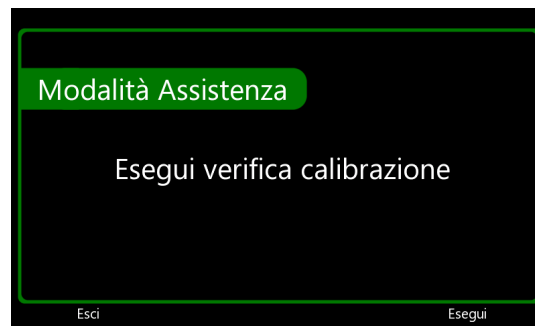 Modalità Assistenza
Esegui verifica calibrazione
Esci
Esegui